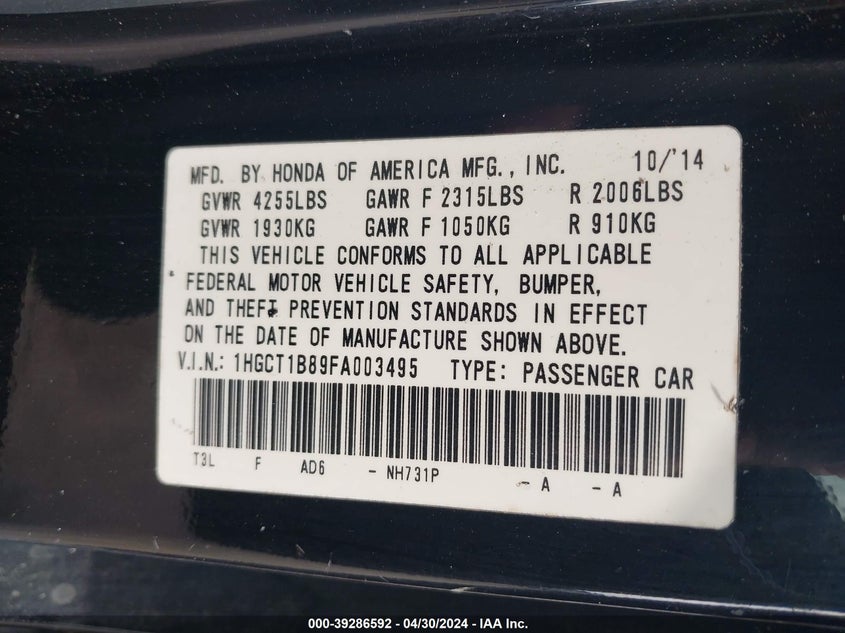 MFD. BY HONDA OF AMERICA MFG., INC. 10/'14
GVWR 4255LBS GAWR F 2315LBS R 2006LBS
GVWR 1930KG GAWR F 1050KG R 910KG
THIS VEHICLE CONFORMS TO ALL APPLICABLE
FEDERAL MOTOR VEHICLE SAFETY, BUMPER,
AND THEFT PREVENTION STANDARDS IN EFFECT
ON THE DATE OF MANUFACTURE SHOWN ABOVE.
V.I.N.: 1HGCT1B89FA003495 TYPE: PASSENGER CAR
T3L F AD6 - NH731P - A - A
000-39286592 - 04/30/2024 - IAA Inc.